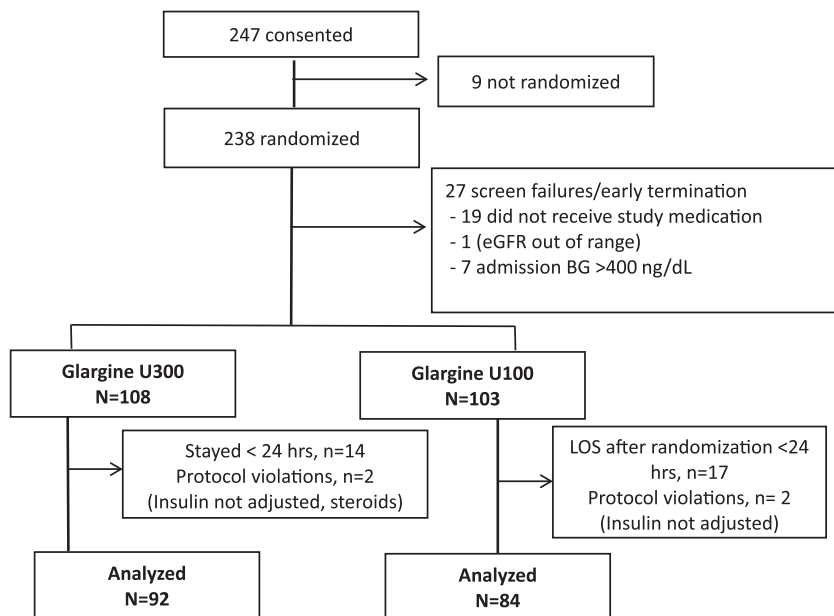 247 consented
9 not randomized
238 randomized
27 screen failures/early termination
- 19 did not receive study medication
- 1 (eGFR out of range)
- 7 admission BG >400 ng/dL
Glargine U300
N=108
Glargine U100
N=103
Stayed < 24 hrs, n=14
Protocol violations, n=2
(Insulin not adjusted, steroids)
LOS after randomization <24
hrs, n=17
Protocol violations, n= 2
(Insulin not adjusted)
Analyzed
N=92
Analyzed
N=84